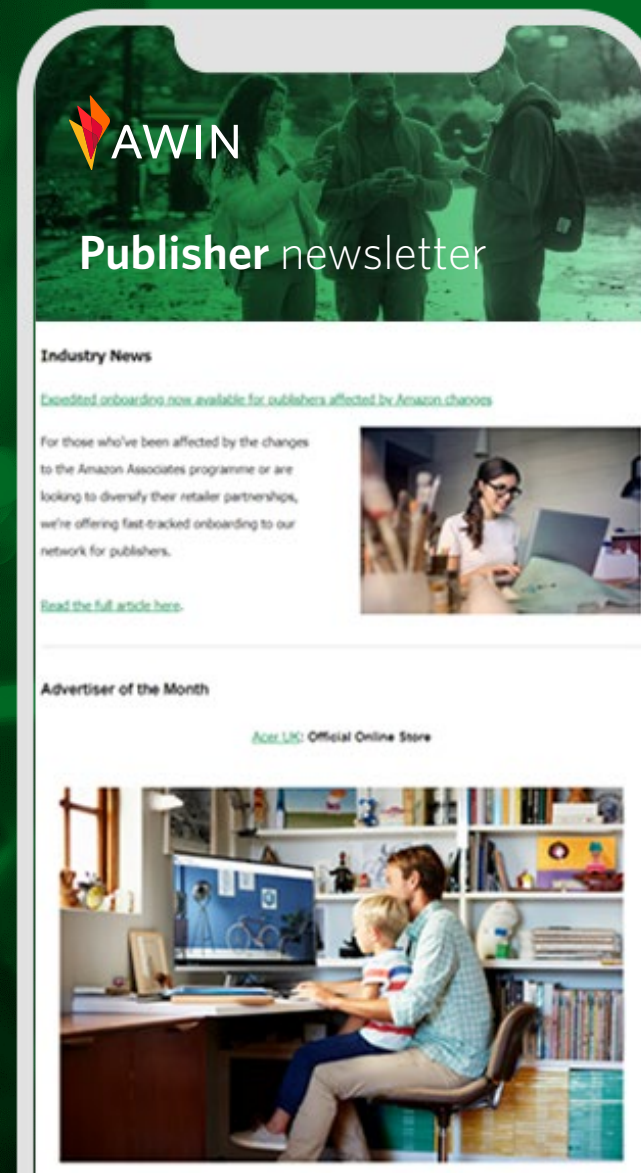 AWIN
Publisher newsletter
Industry News
Expedited onboarding now available for publishers affected by Amazon changes
For those who've been affected by the changes
to the Amazon Associates programme or are
looking to diversify their retailer partnerships,
we're offering fast-tracked onboarding to our
network for publishers.
Read the full article here.
Advertiser of the Month
Acer UK: Official Online Store